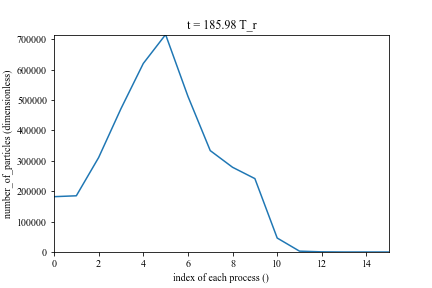 t = 185.98 T_r
number_of_particles (dimensionless)
700000
600000
500000
400000
300000
200000
100000
0
0 2 4 6 8 10 12 14
index of each process ()